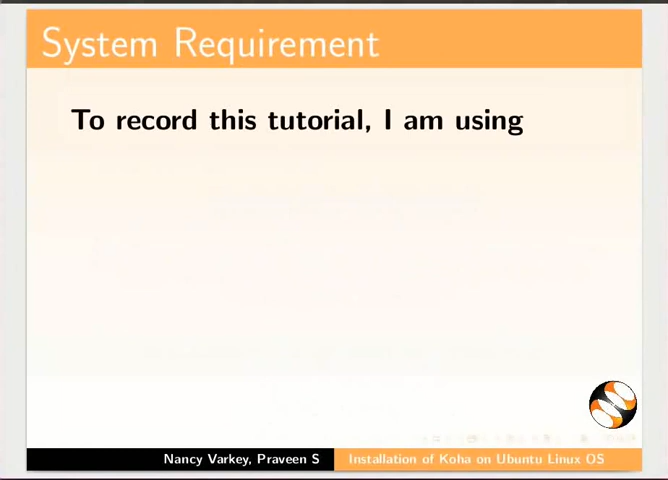 System Requirement
To record this tutorial, I am using
Nancy Varkey, Praveen S
Installation of Koha on Ubuntu Linux OS